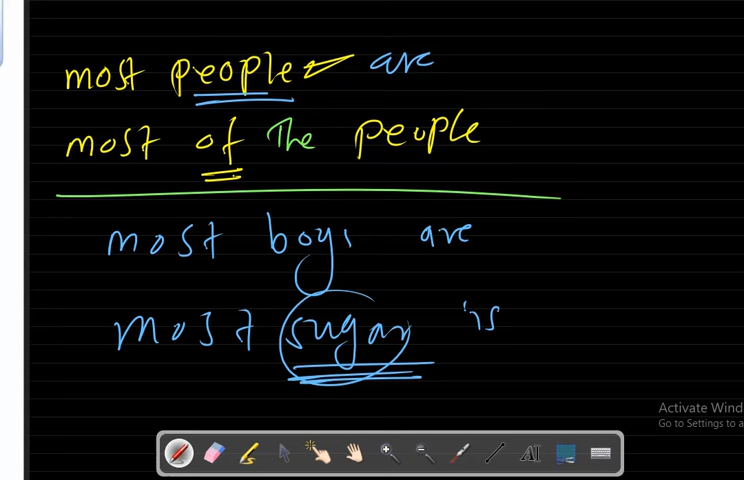 most people are
most of The people
most boys are
most sugar is
Activate Wind
Go to Settings to a
AI